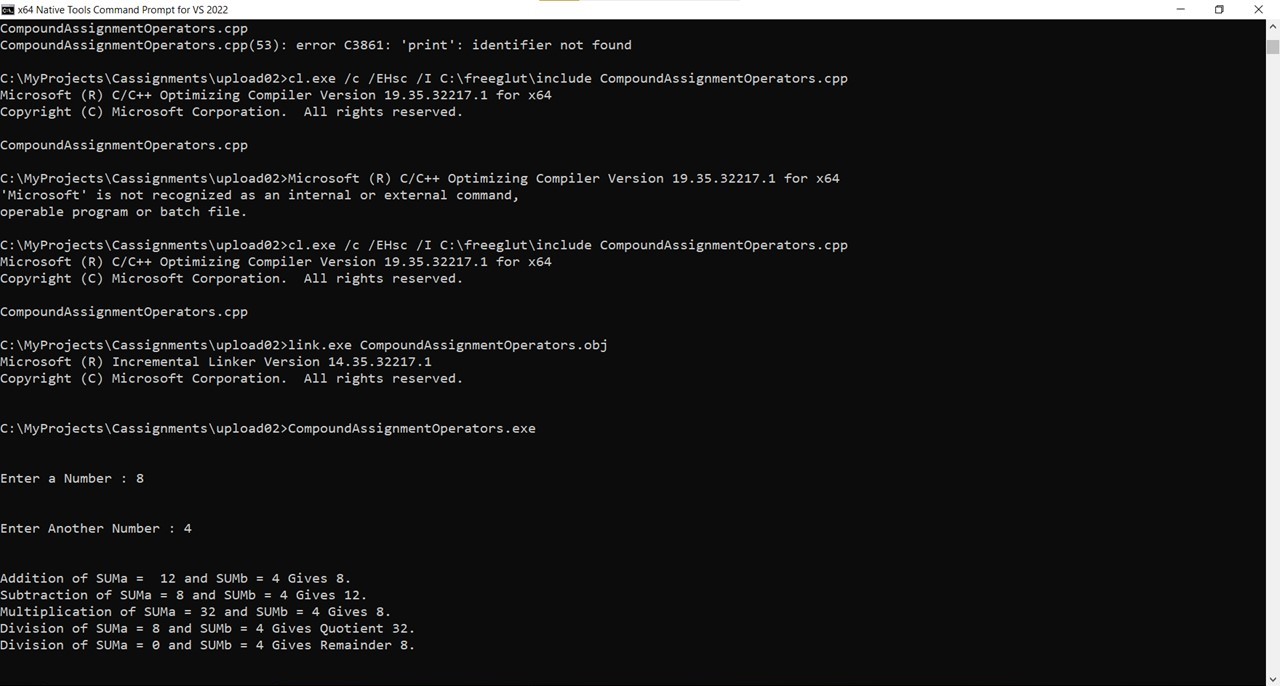 x64 Native Tools Command Prompt for VS 2022
CompoundAssignmentOperators.cpp
CompoundAssignmentOperators.cpp(53): error C3861: 'print': identifier not found
C:\MyProjects\Cassignments\upload02>cl.exe /c /EHsc /I C:\freeglut\include CompoundAssignmentOperators.cpp
Microsoft (R) C/C++ Optimizing Compiler Version 19.35.32217.1 for x64
Copyright (C) Microsoft Corporation.  All rights reserved.
CompoundAssignmentOperators.cpp
C:\MyProjects\Cassignments\upload02>Microsoft (R) C/C++ Optimizing Compiler Version 19.35.32217.1 for x64
'Microsoft' is not recognized as an internal or external command,
operable program or batch file.
C:\MyProjects\Cassignments\upload02>cl.exe /c /EHsc /I C:\freeglut\include CompoundAssignmentOperators.cpp
Microsoft (R) C/C++ Optimizing Compiler Version 19.35.32217.1 for x64
Copyright (C) Microsoft Corporation.  All rights reserved.
CompoundAssignmentOperators.cpp
C:\MyProjects\Cassignments\upload02>link.exe CompoundAssignmentOperators.obj
Microsoft (R) Incremental Linker Version 14.35.32217.1
Copyright (C) Microsoft Corporation.  All rights reserved.
C:\MyProjects\Cassignments\upload02>CompoundAssignmentOperators.exe
Enter a Number : 8
Enter Another Number : 4
Addition of SUMa =  12 and SUMb = 4 Gives 8.
Subtraction of SUMa = 8 and SUMb = 4 Gives 12.
Multiplication of SUMa = 32 and SUMb = 4 Gives 8.
Division of SUMa = 8 and SUMb = 4 Gives Quotient 32.
Division of SUMa = 0 and SUMb = 4 Gives Remainder 8.